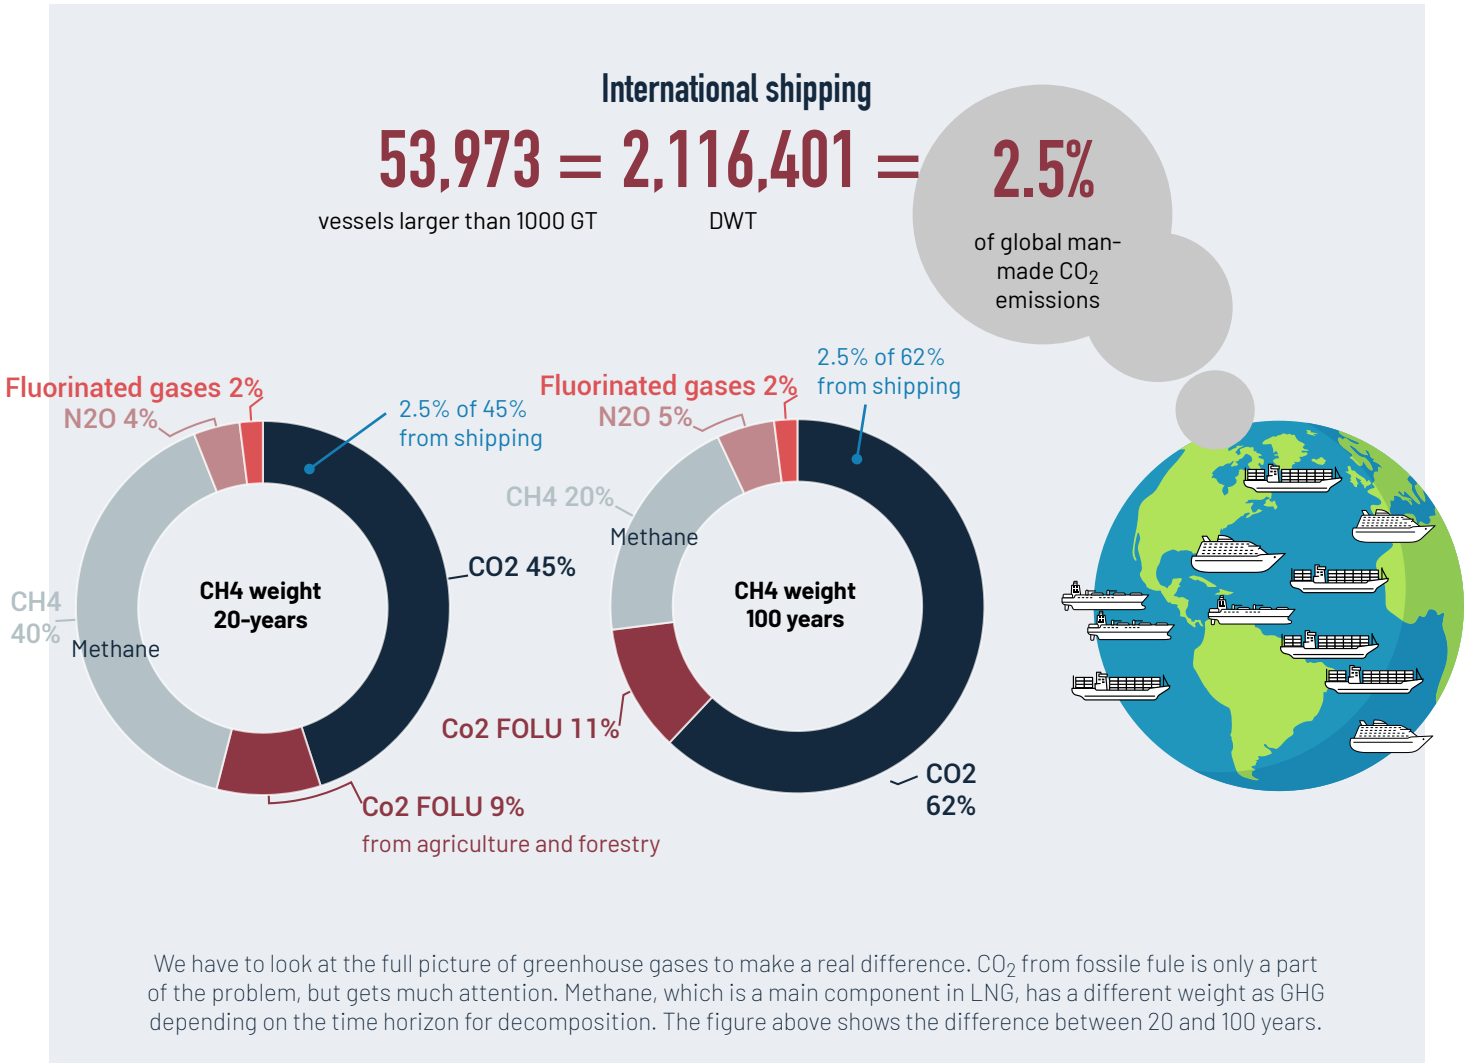 International shipping
53,973 = 2,116,401 =
vessels larger than 1000 GT
DWT
2.5%
of global man-
made CO2
emissions
Fluorinated gases 2%
N2O 4%
2.5% of 45%
from shipping
CH4
40%
Methane
CH4 weight
20-years
CO2 45%
Co2 FOLU 9%
from agriculture and forestry
2.5% of 62%
from shipping
Fluorinated gases 2%
N2O 5%
CH4 20%
Methane
CH4 weight
100 years
Co2 FOLU 11%
CO2
62%
We have to look at the full picture of greenhouse gases to make a real difference. CO2 from fossile fule is only a part
of the problem, but gets much attention. Methane, which is a main component in LNG, has a different weight as GHG
depending on the time horizon for decomposition. The figure above shows the difference between 20 and 100 years.